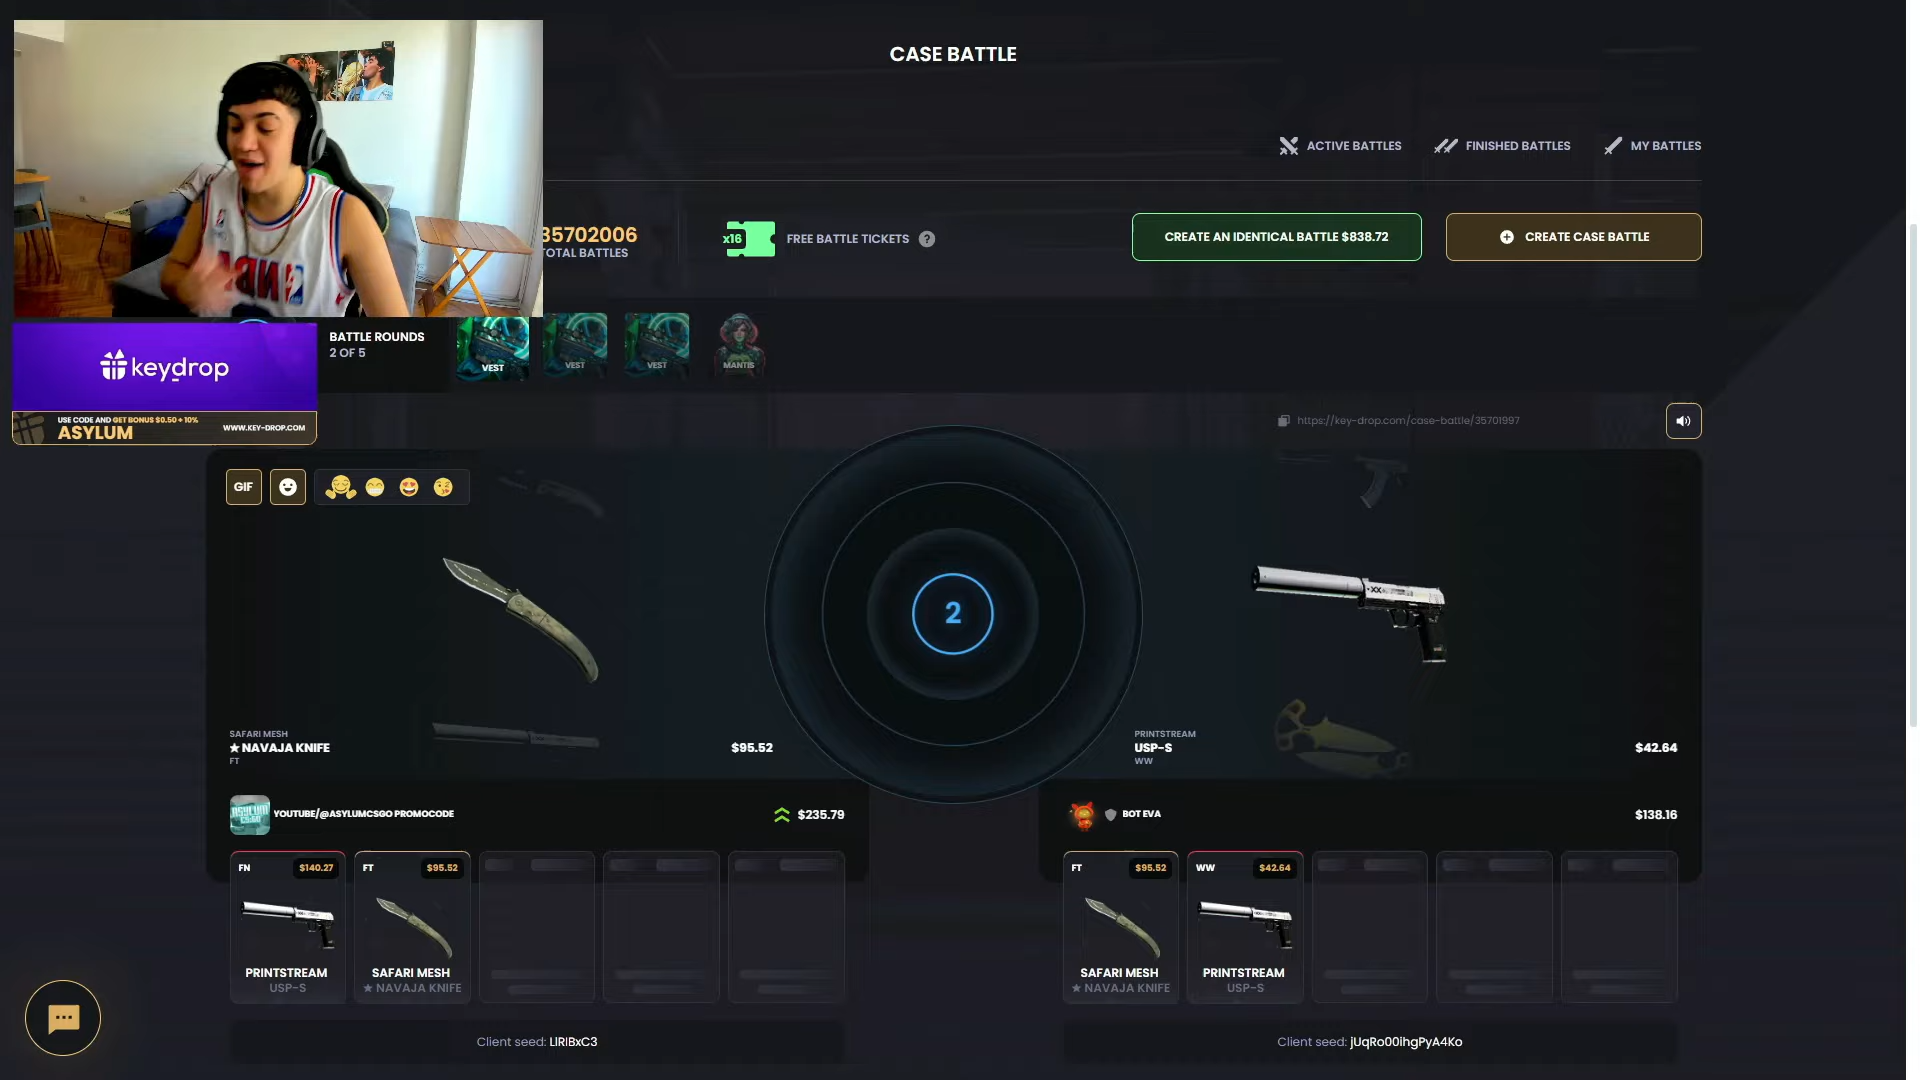 CASE BATTLE
ACTIVE BATTLES
FINISHED BATTLES
MY BATTLES
35702006
TOTAL BATTLES
x16
FREE BATTLE TICKETS ?
CREATE AN IDENTICAL BATTLE $838.72
CREATE CASE BATTLE
BATTLE ROUNDS
2 OF 5
VEST
VEST
VEST
MANTIS
keydrop
USE CODE AND GET BONUS $0.50 + 10%
ASYLUM
WWW.KEY-DROP.COM
https://key-drop.com/case-battle/35701997
GIF
2
SAFARI MESH
★ NAVAJA KNIFE
FT
$95.52
PRINTSTREAM
USP-S
WW
$42.64
YOUTUBE/@ASYLUMCSGO PROMOCODE
$235.79
BOT EVA
$138.16
FN $140.27
PRINTSTREAM
USP-S
FT $95.52
SAFARI MESH
★ NAVAJA KNIFE
FT $95.52
SAFARI MESH
★ NAVAJA KNIFE
WW $42.64
PRINTSTREAM
USP-S
Client seed: LlRIBxC3
Client seed: jUqRo00ihgPyA4Ko